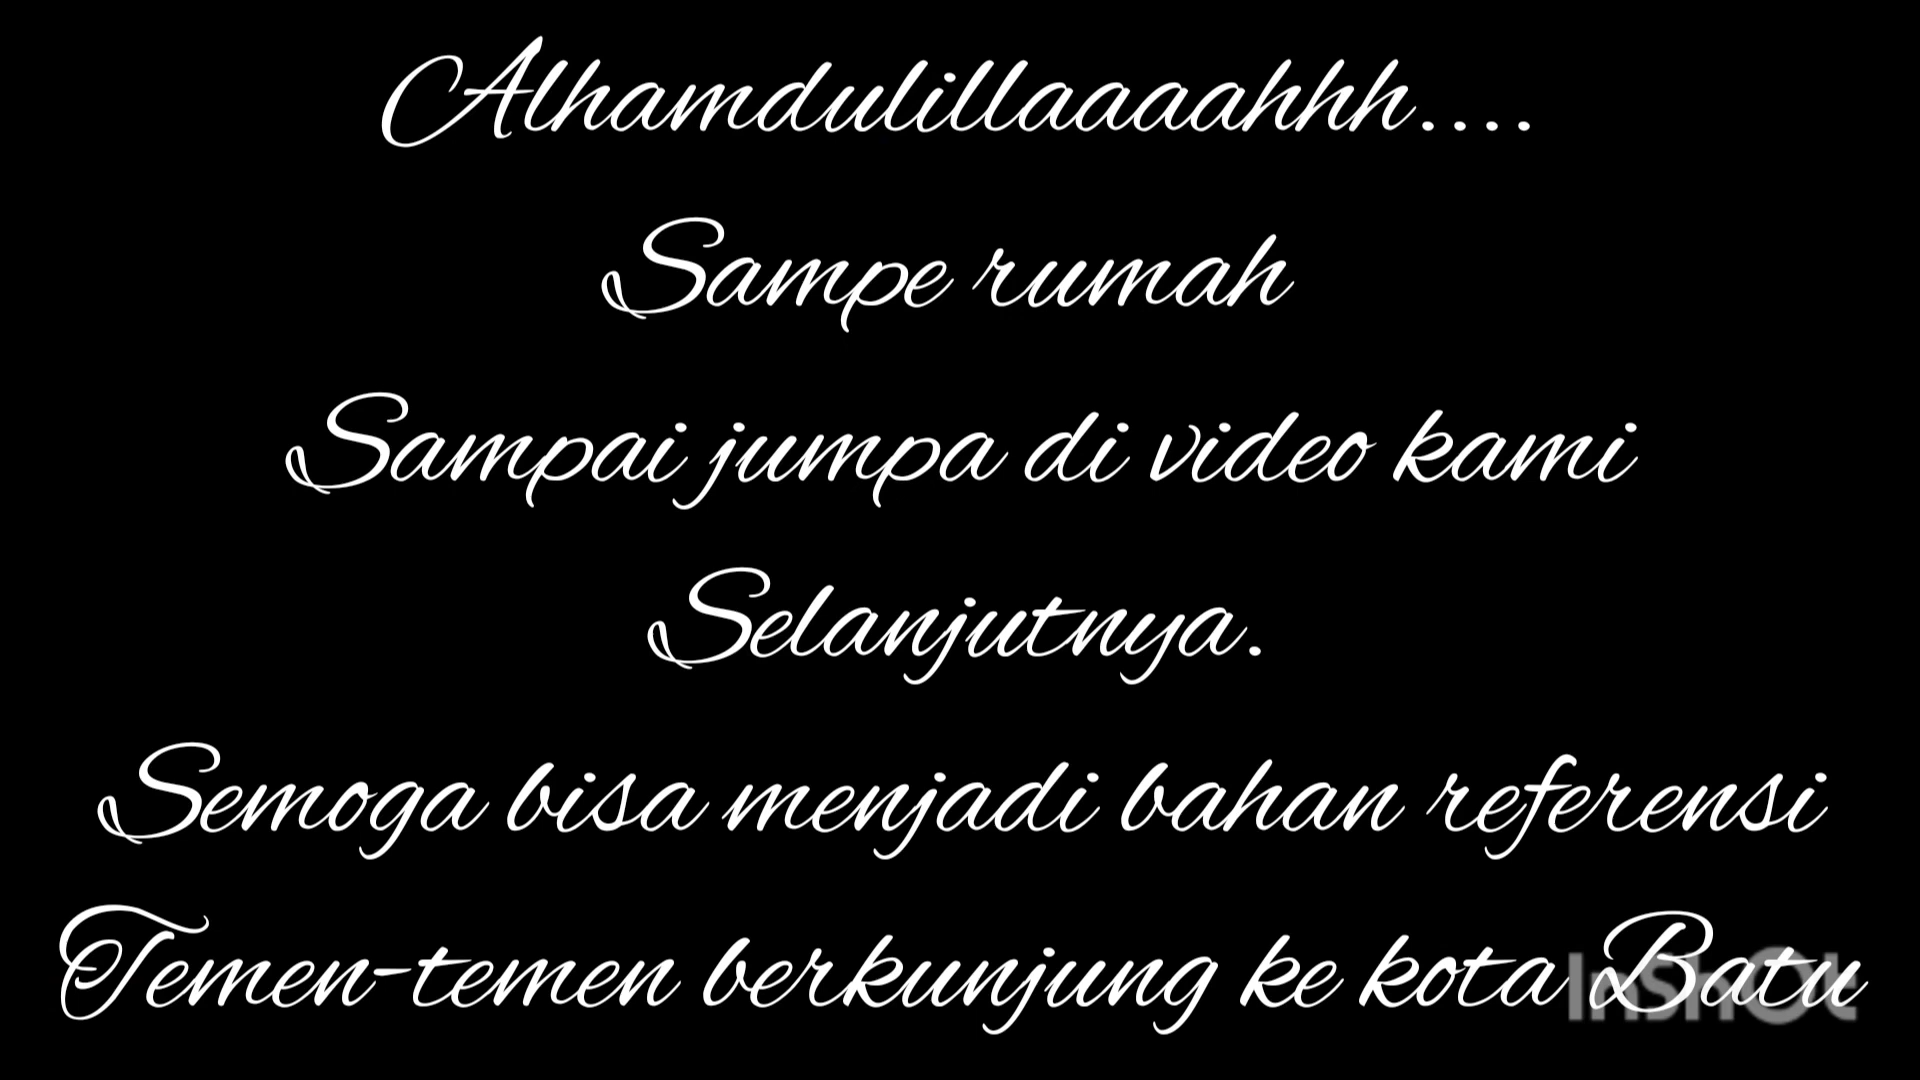 Alhamdulillaaaahhh....
Sampe rumah
Sampai jumpa di video kami
Selanjutnya.
Semoga bisa menjadi bahan referensi
Temen-temen berkunjung ke kota Batu
InShOt